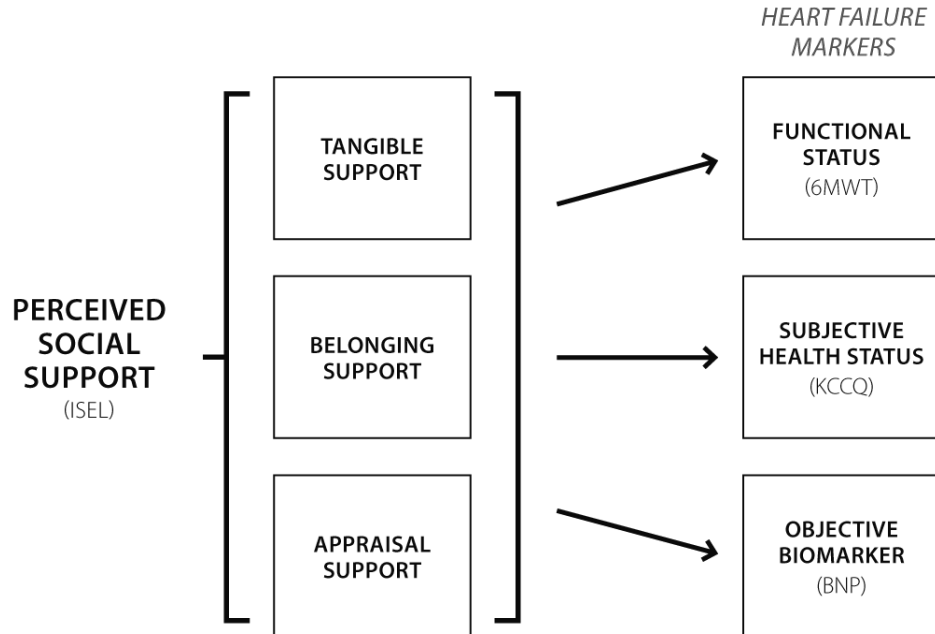 HEART FAILURE
MARKERS
TANGIBLE
SUPPORT
FUNCTIONAL
STATUS
(6MWT)
PERCEIVED
SOCIAL
SUPPORT
(ISEL)
BELONGING
SUPPORT
SUBJECTIVE
HEALTH STATUS
(KCCQ)
APPRAISAL
SUPPORT
OBJECTIVE
BIOMARKER
(BNP)